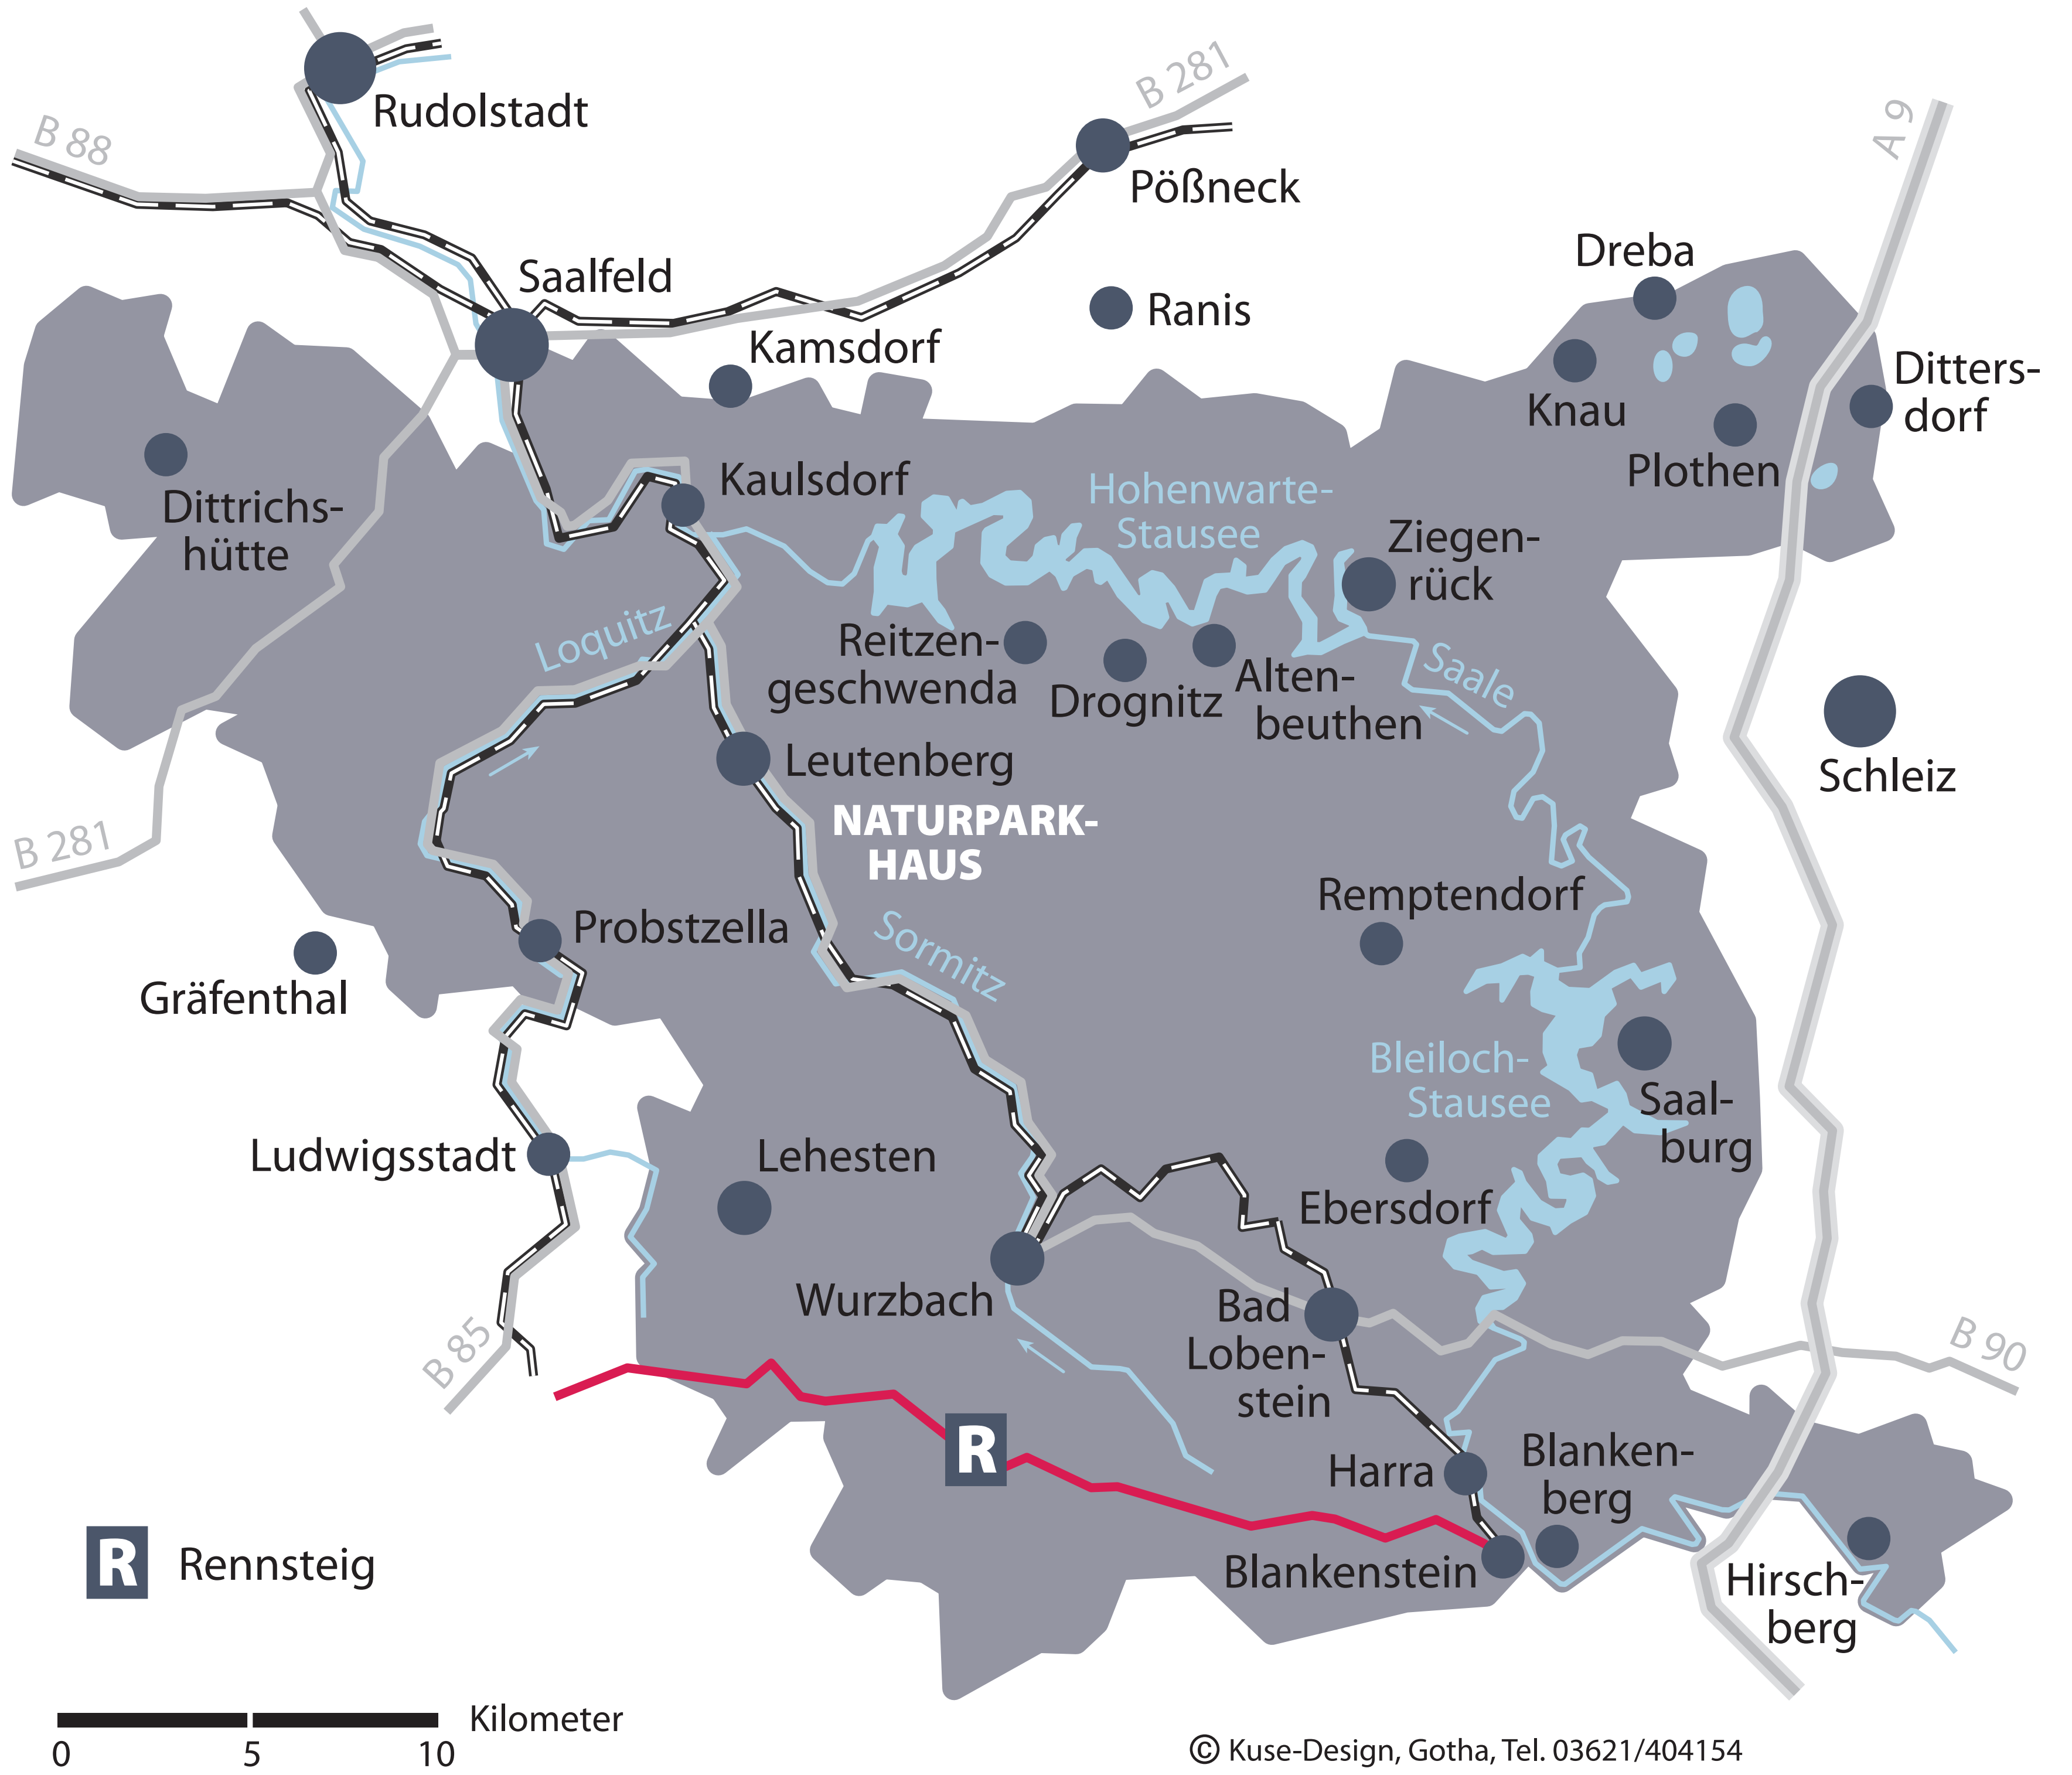 Rudolstadt
B 88
B 281
Pößneck
A 9
Saalfeld
Ranis
Dreba
Kamsdorf
Knau
Ditters-
dorf
Plothen
Dittrichs-
hütte
Kaulsdorf
Hohenwarte-
Stausee
Ziegen-
rück
Loquitz
Reitzen-
geschwenda
Drognitz
Alten-
beuthen
Saale
Leutenberg
Schleiz
NATURPARK-
HAUS
B 281
Remptendorf
Probstzella
Sormitz
Gräfenthal
Bleiloch-
Stausee
Saal-
burg
Ludwigsstadt
Lehesten
Ebersdorf
Wurzbach
Bad
Loben-
stein
B 85
B 90
R
Harra
Blanken-
berg
Blankenstein
Hirsch-
berg
R Rennsteig
Kilometer
0 5 10
© Kuse-Design, Gotha, Tel. 03621/404154